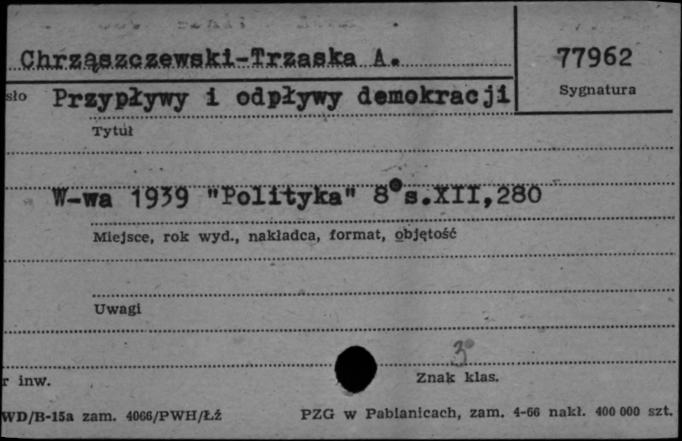 Chrząszczewski-Trzaska A.
77962
Sygnatura
sło Przypływy i odpływy demokracji
Tytuł
W-wa 1939 "Polityka" 8° s.XII,280
Miejsce, rok wyd., nakładca, format, objętość
Uwagi
3°
r inw.
Znak klas.
WD/B-15a zam. 4066/PWH/Łź
PZG w Pabianicach, zam. 4-66 nakł. 400 000 szt.